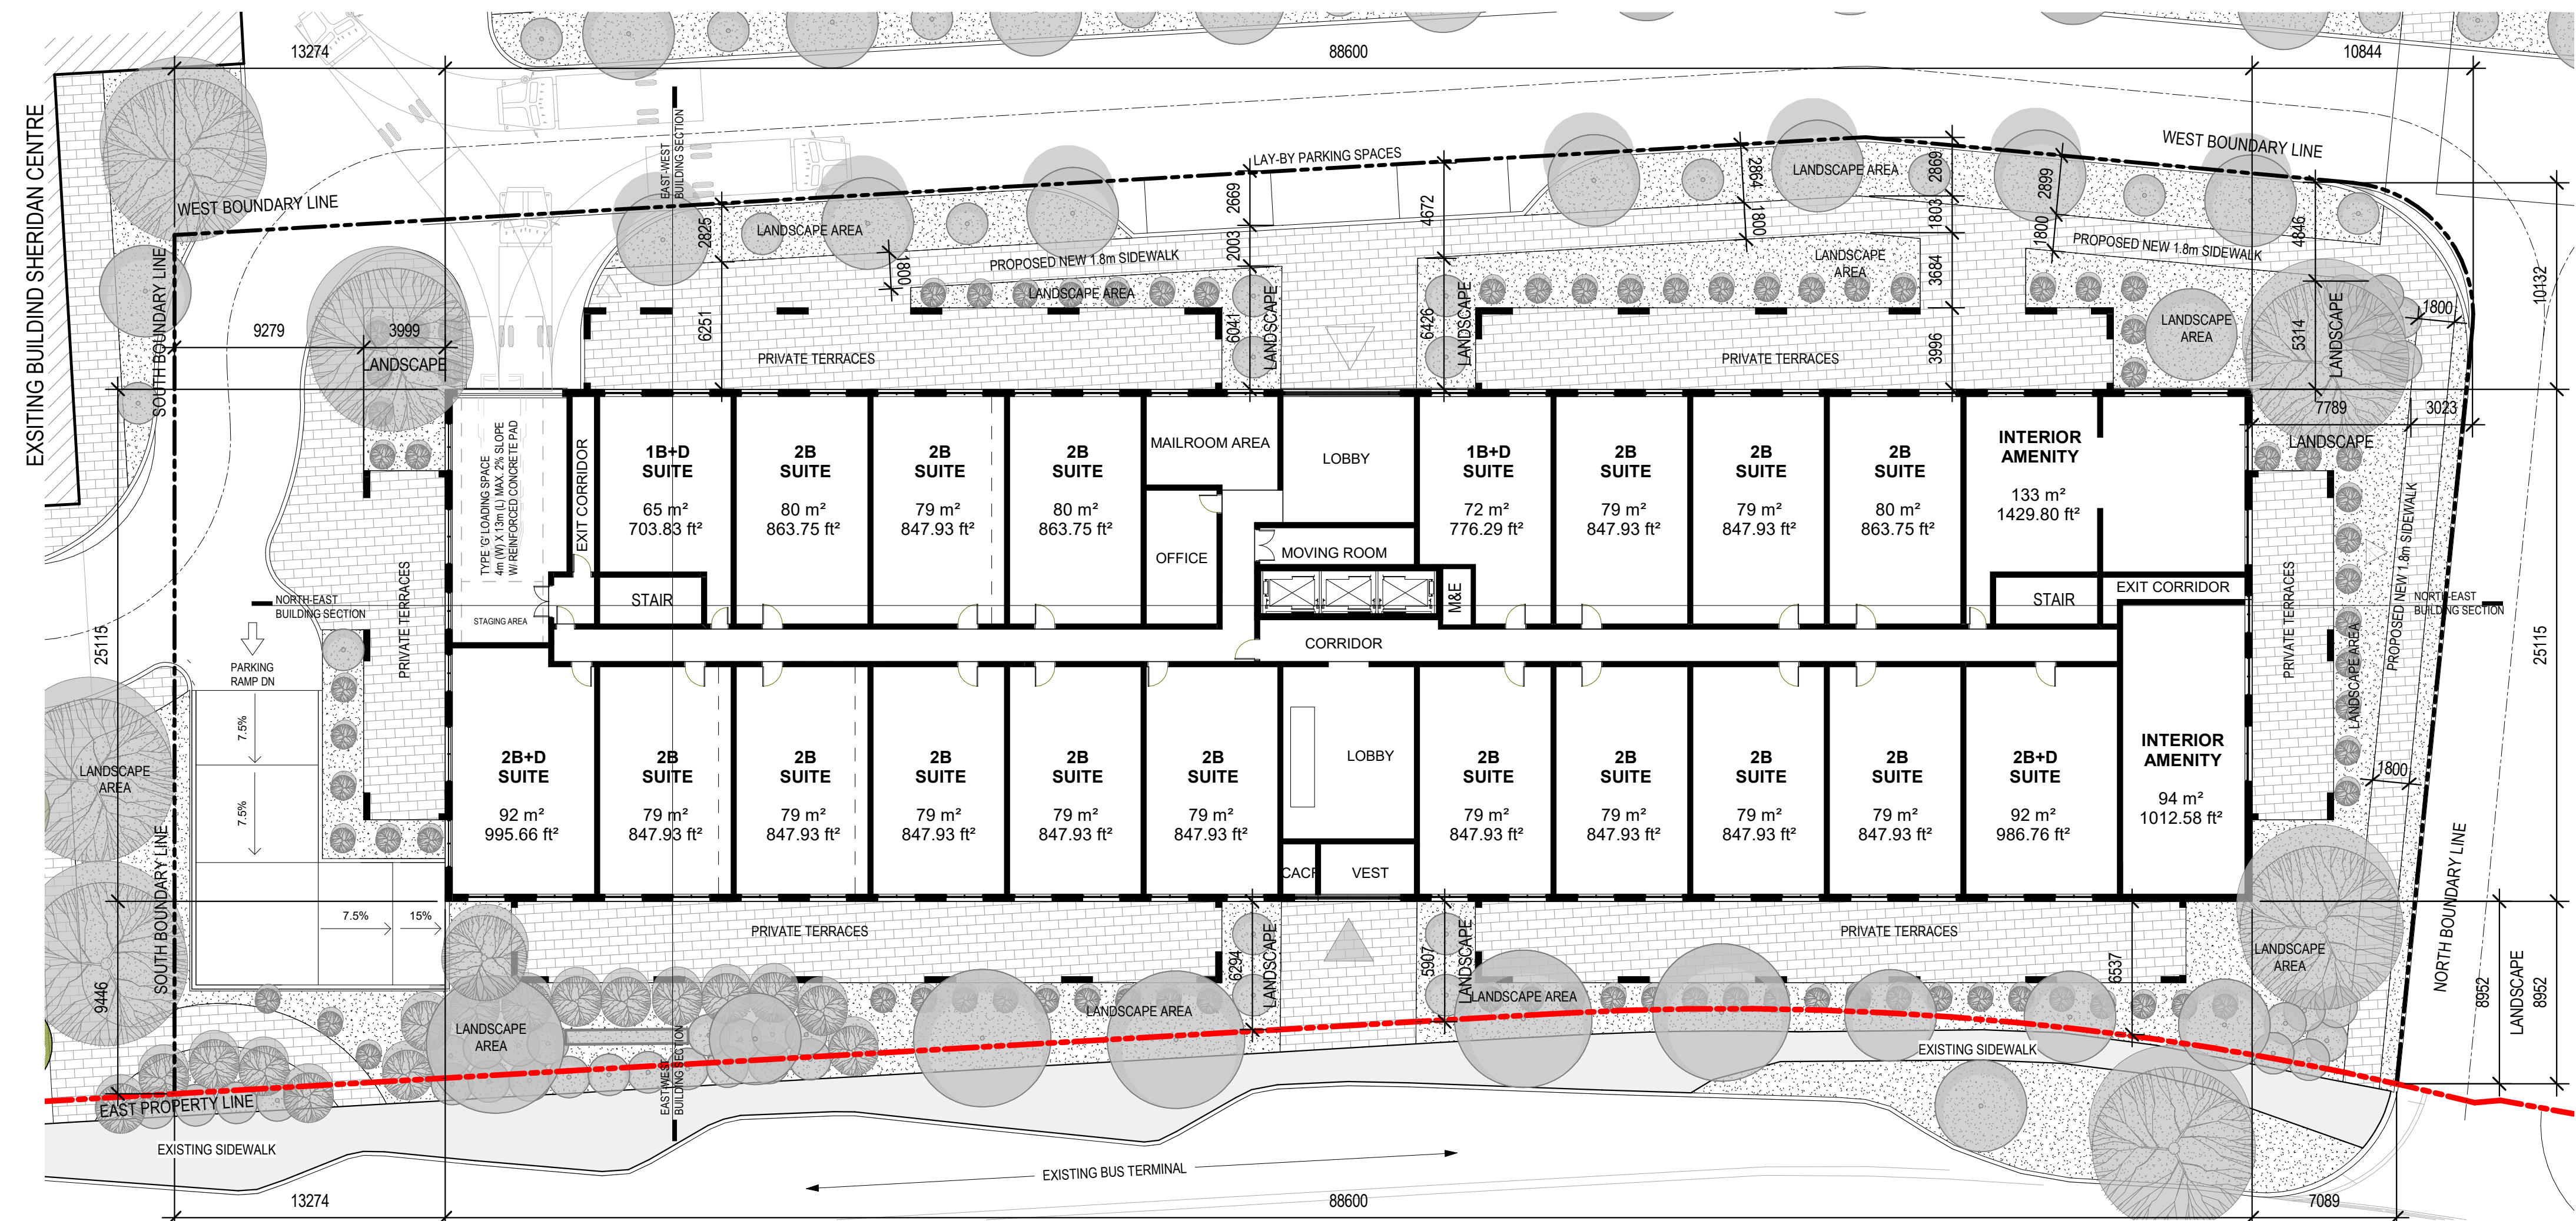 13274
88600
10844
EXSITING BUILDIND SHERIDAN CENTRE
WEST BOUNDARY LINE
SOUTH BOUNDARY LINE
EAST-WEST
BUILDING SECTION
LAY-BY PARKING SPACES
WEST BOUNDARY LINE
2825
LANDSCAPE AREA
1800
PROPOSED NEW 1.8m SIDEWALK
LANDSCAPE AREA
2669
2003
4672
2864
1800
LANDSCAPE AREA
2869
1803
2899
1800
PROPOSED NEW 1.8m SIDEWALK
4846
10132
9279
3999
LANDSCAPE
6251
PRIVATE TERRACES
6041
LANDSCAPE
6426
LANDSCAPE
LANDSCAPE
AREA
3684
PRIVATE TERRACES
3996
LANDSCAPE
AREA
5314
LANDSCAPE
1800
7789
3023
LANDSCAPE
TYPE 'G' LOADING SPACE
4m (W) X 13m (L) MAX. 2% SLOPE
W/ REINFORCED CONCRETE PAD
EXIT CORRIDOR
1B+D
SUITE
65 m²
703.83 ft²
2B
SUITE
80 m²
863.75 ft²
2B
SUITE
79 m²
847.93 ft²
2B
SUITE
80 m²
863.75 ft²
MAILROOM AREA
LOBBY
1B+D
SUITE
72 m²
776.29 ft²
2B
SUITE
79 m²
847.93 ft²
2B
SUITE
79 m²
847.93 ft²
2B
SUITE
80 m²
863.75 ft²
INTERIOR
AMENITY
133 m²
1429.80 ft²
OFFICE
MOVING ROOM
M&E
STAIR
STAGING AREA
STAIR
EXIT CORRIDOR
CORRIDOR
NORTH-EAST
BUILDING SECTION
NORTH-EAST
BUILDING SECTION
25115
PARKING
RAMP DN
PRIVATE TERRACES
PRIVATE TERRACES
LANDSCAPE AREA
PROPOSED NEW 1.8m SIDEWALK
25115
7.5%
7.5%
LANDSCAPE
AREA
2B+D
SUITE
92 m²
995.66 ft²
2B
SUITE
79 m²
847.93 ft²
2B
SUITE
79 m²
847.93 ft²
2B
SUITE
79 m²
847.93 ft²
2B
SUITE
79 m²
847.93 ft²
2B
SUITE
79 m²
847.93 ft²
LOBBY
2B
SUITE
79 m²
847.93 ft²
2B
SUITE
79 m²
847.93 ft²
2B
SUITE
79 m²
847.93 ft²
2B
SUITE
79 m²
847.93 ft²
2B+D
SUITE
92 m²
986.76 ft²
INTERIOR
AMENITY
94 m²
1012.58 ft²
1800
VEST
SOUTH BOUNDARY LINE
7.5%
15%
9446
PRIVATE TERRACES
6294
LANDSCAPE
5907
LANDSCAPE
PRIVATE TERRACES
6537
LANDSCAPE
AREA
NORTH BOUNDARY LINE
8952
LANDSCAPE
8952
LANDSCAPE
AREA
LANDSCAPE AREA
LANDSCAPE AREA
EAST-WEST
BUILDING SECTION
EAST PROPERTY LINE
EXISTING SIDEWALK
EXISTING SIDEWALK
EXISTING BUS TERMINAL
13274
88600
7089